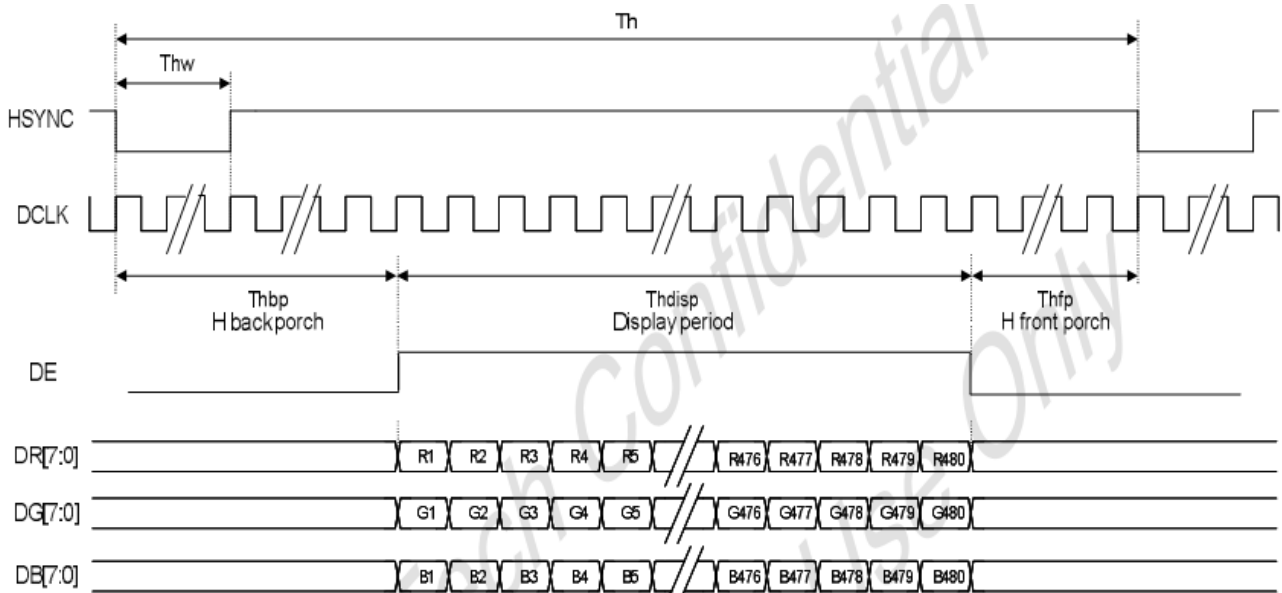 Th
Thw
HSYNC
DCLK
Thbp Thdisp Thfp
H back porch Display period H front porch
DE
DR[7:0] R1 R2 R3 R4 R5 R476 R477 R478 R479 R480
DG[7:0] G1 G2 G3 G4 G5 G476 G477 G478 G479 G480
DB[7:0] B1 B2 B3 B4 B5 B476 B477 B478 B479 B480
Confidential
Use Only